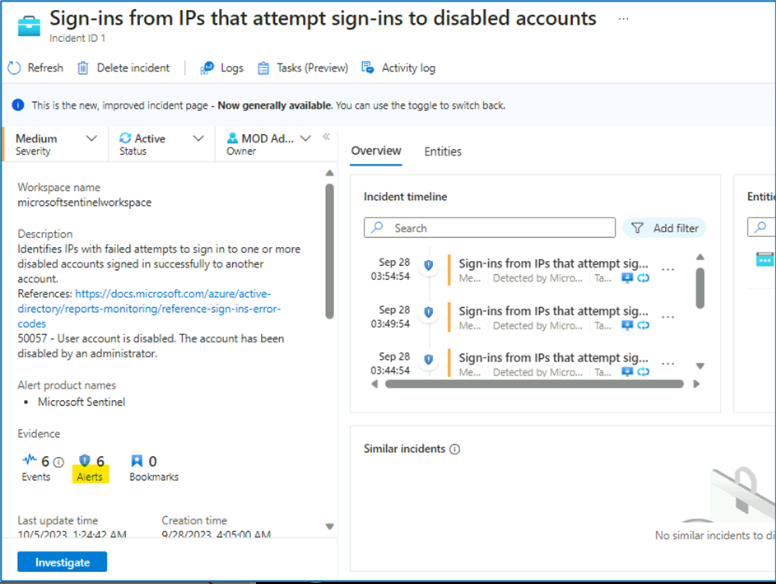 Sign-ins from IPs that attempt sign-ins to disabled accounts ...
Incident ID 1
Refresh Delete incident Logs Tasks (Preview) Activity log
This is the new, improved incident page - Now generally available. You can use the toggle to switch back.
Medium
Severity
Active
Status
MOD Ad...
Owner
Workspace name
microsoftsentinelworkspace
Description
Identifies IPs with failed attempts to sign in to one or more
disabled accounts signed in successfully to another
account.
References: https://docs.microsoft.com/azure/active-
directory/reports-monitoring/reference-sign-ins-error-
codes
50057 - User account is disabled. The account has been
disabled by an administrator.
Alert product names
• Microsoft Sentinel
Evidence
6
Events
6
Alerts
0
Bookmarks
Last update time
10/5/2023, 1:24:42 AM
Creation time
9/28/2023, 4:05:00 AM
Investigate
Overview Entities
Incident timeline
Search Add filter
Sep 28
03:54:54
Sign-ins from IPs that attempt sig... ...
Me... Detected by Micro... Ta...
Sep 28
03:49:54
Sign-ins from IPs that attempt sig... ...
Me... Detected by Micro... Ta...
Sep 28
03:44:54
Sign-ins from IPs that attempt sig... ...
Me... Detected by Micro... Ta...
Similar incidents
No similar incidents to di
Entitie